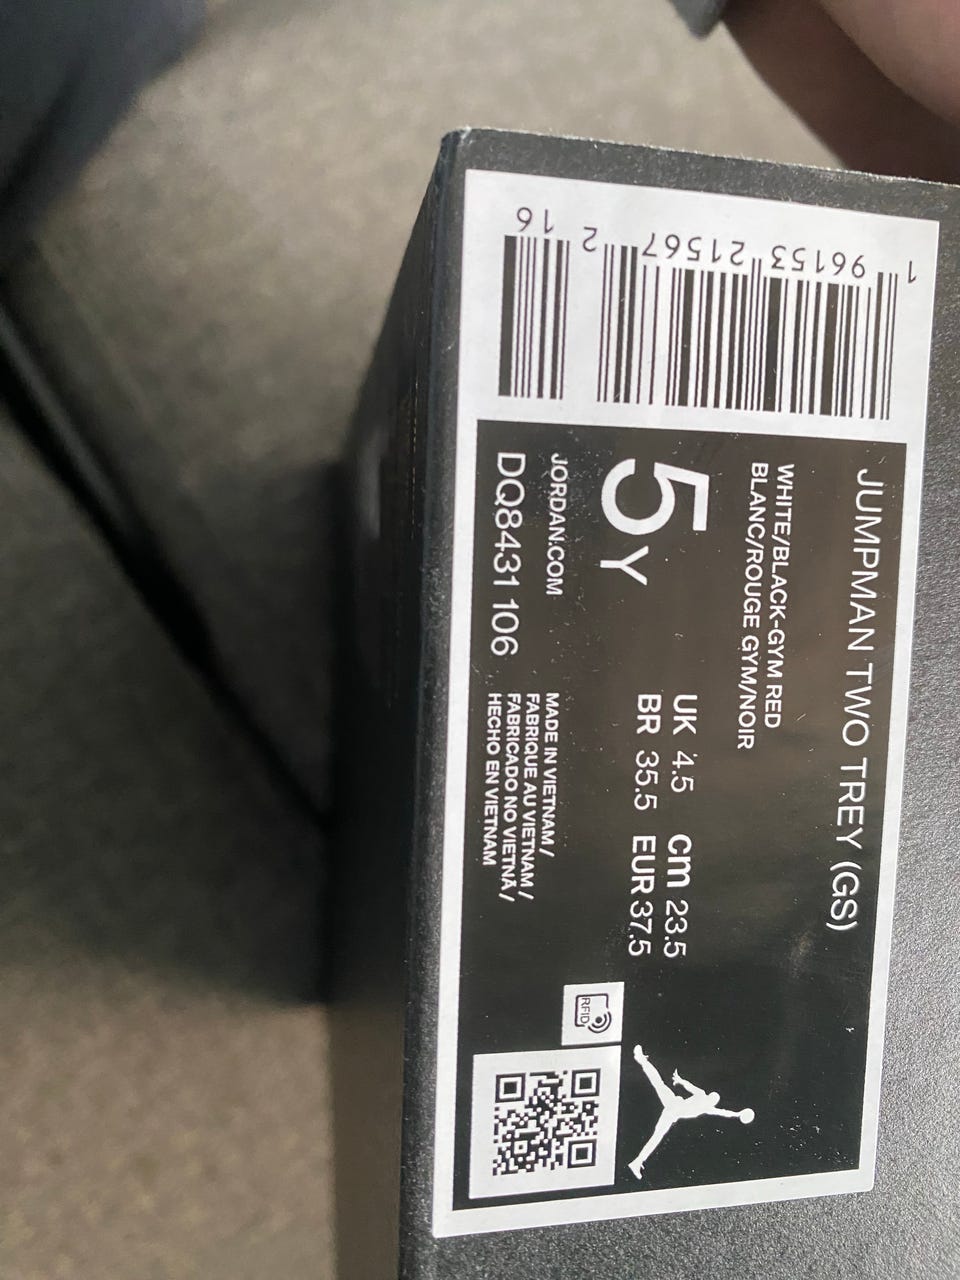 JUMPMAN TWO TREY (GS)
WHITE/BLACK-GYM RED
BLANC/ROUGE GYM/NOIR
5Y
UK 4.5 cm 23.5
BR 35.5 EUR 37.5
JORDAN.COM
DQ8431 106
MADE IN VIETNAM/
FABRIQUE AU VIETNAM /
FABRICADO NO VIETNÃ/
HECHO EN VIETNAM
RFID
1 96153 21567 2 16